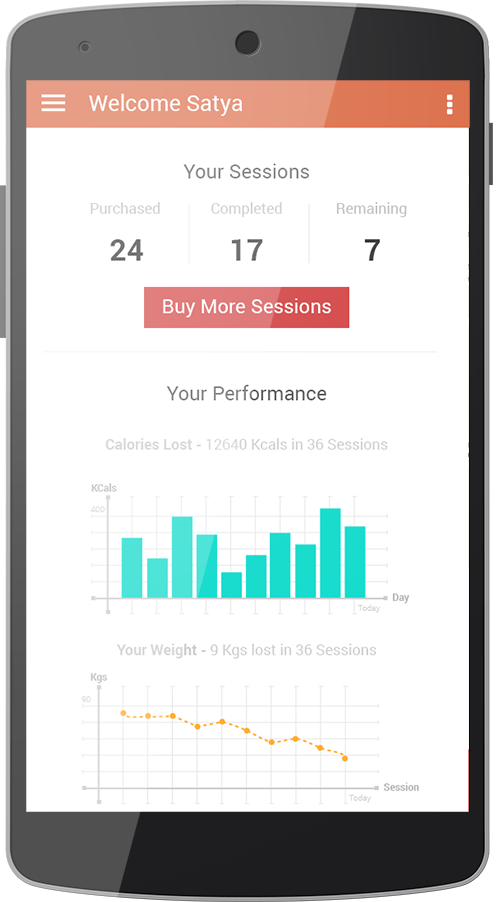 Welcome Satya
Your Sessions
Purchased Completed Remaining
24 17 7
Buy More Sessions
Your Performance
Calories Lost - 12640 Kcals in 36 Sessions
KCals
400
Day
Today
Your Weight - 9 Kgs lost in 36 Sessions
Kgs
90
Session
Today